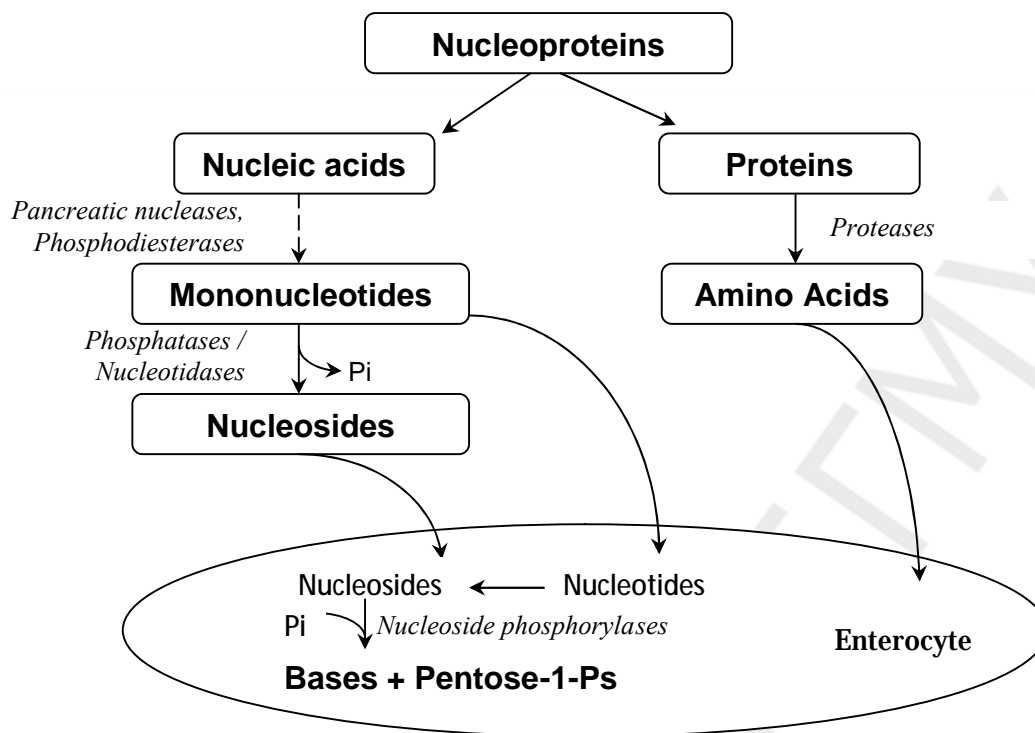 Nucleoproteins
Nucleic acids
Proteins
Pancreatic nucleases,
Phosphodiesterases
Proteases
Mononucleotides
Amino Acids
Phosphatases /
Nucleotidases
Pi
Nucleosides
Nucleosides
Nucleotides
Pi
Nucleoside phosphorylases
Enterocyte
Bases + Pentose-1-Ps